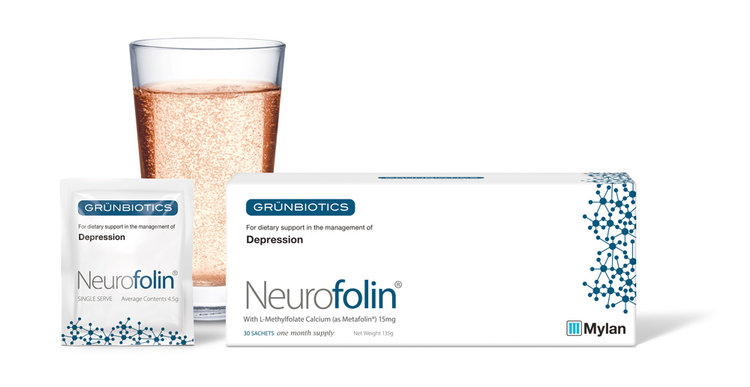 GRÜNBIOTICS
For dietary support in the management of
Depression
Neurofolin®
SINGLE SERVE Average Contents 4.5g
GRÜNBIOTICS
For dietary support in the management of
Depression
Neurofolin®
With L-Methylfolate Calcium (as Metafolin®) 15mg
30 SACHETS one month supply Net Weight 135g
Mylan